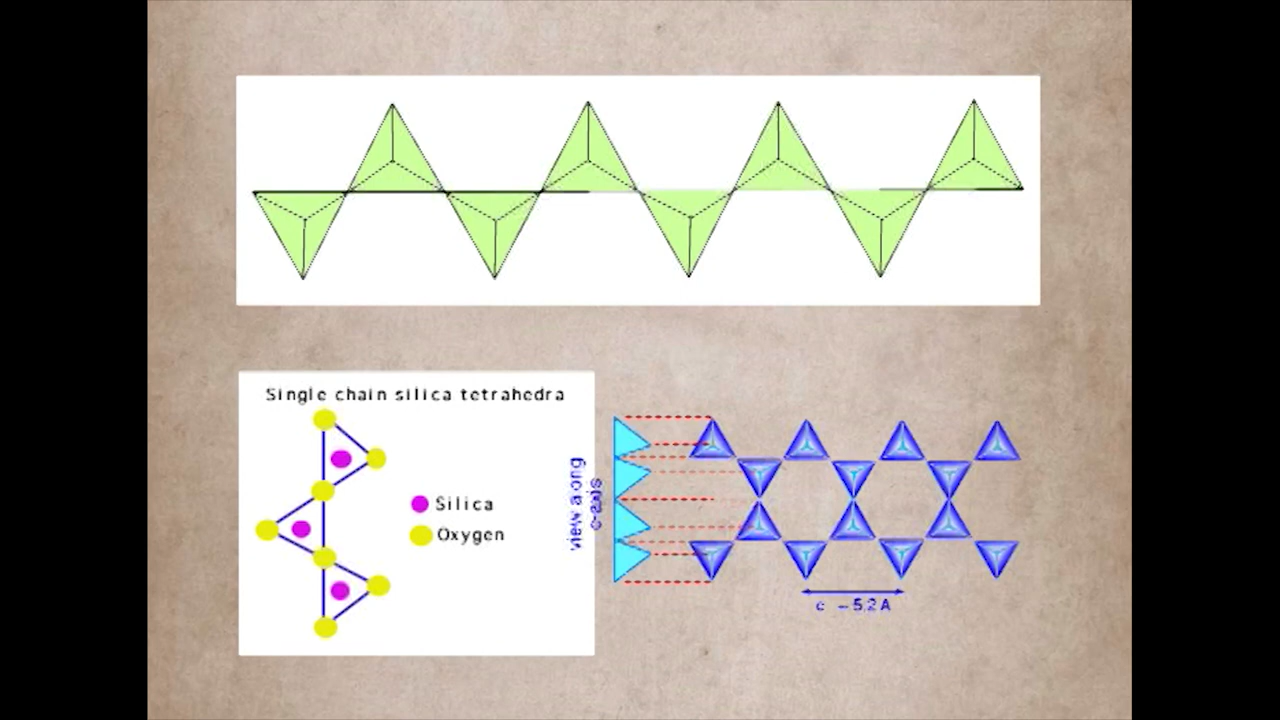 Single chain silica tetrahedra
Silica
Oxygen
view along
c-axis
c ~ 5.2 A